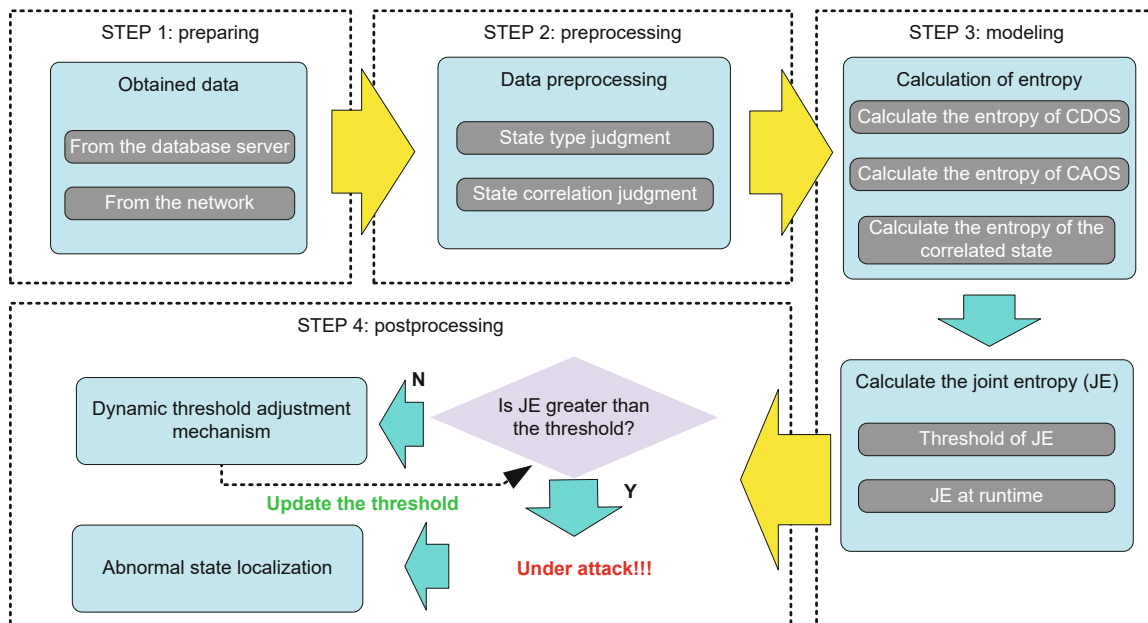 STEP 1: preparing
Obtained data
From the database server
From the network
STEP 2: preprocessing
Data preprocessing
State type judgment
State correlation judgment
STEP 3: modeling
Calculation of entropy
Calculate the entropy of CDOS
Calculate the entropy of CAOS
Calculate the entropy of the
correlated state
Calculate the joint entropy (JE)
Threshold of JE
JE at runtime
STEP 4: postprocessing
Is JE greater than
the threshold?
N
Dynamic threshold adjustment
mechanism
Update the threshold
Y
Under attack!!!
Abnormal state localization